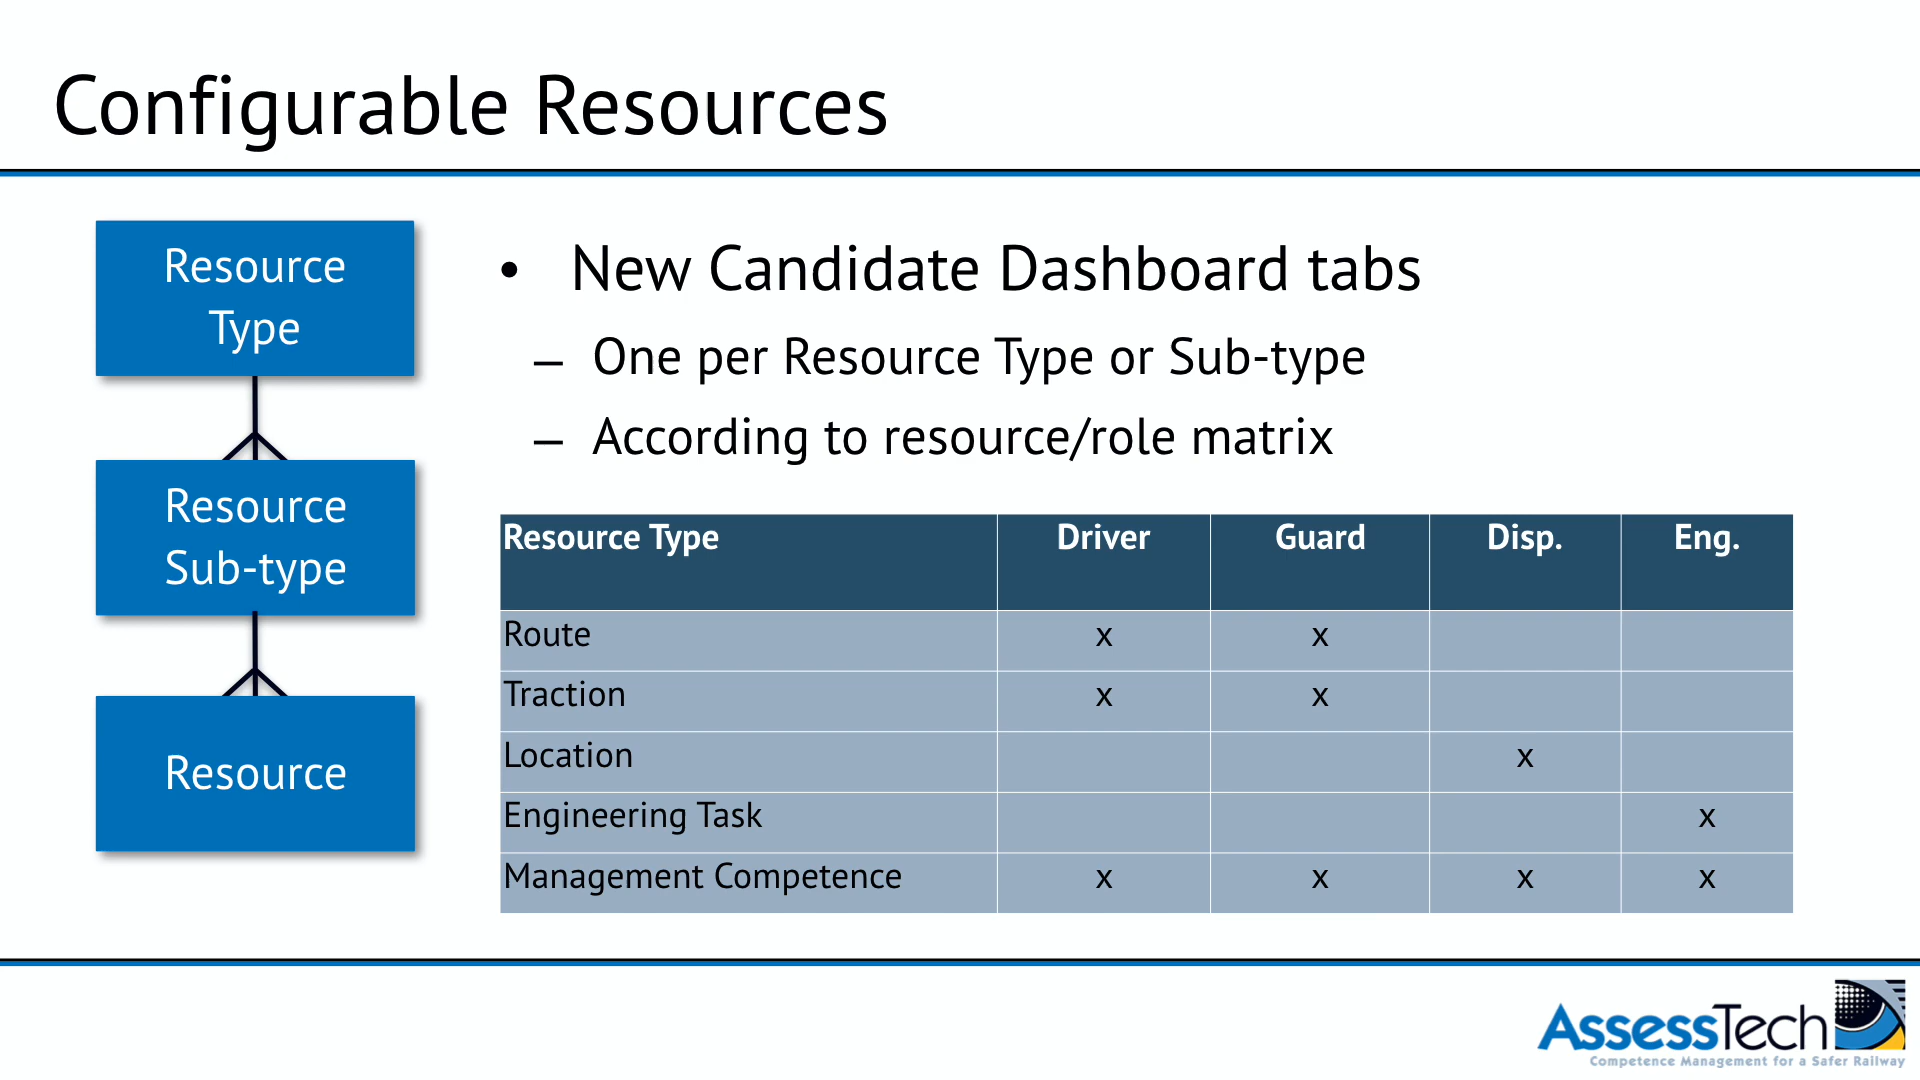 Configurable Resources
Resource
Type
Resource
Sub-type
Resource
• New Candidate Dashboard tabs
– One per Resource Type or Sub-type
– According to resource/role matrix
Resource Type Driver Guard Disp. Eng.
Route x x
Traction x x
Location x
Engineering Task x
Management Competence x x x x
AssessTech
Competence Management for a Safer Railway